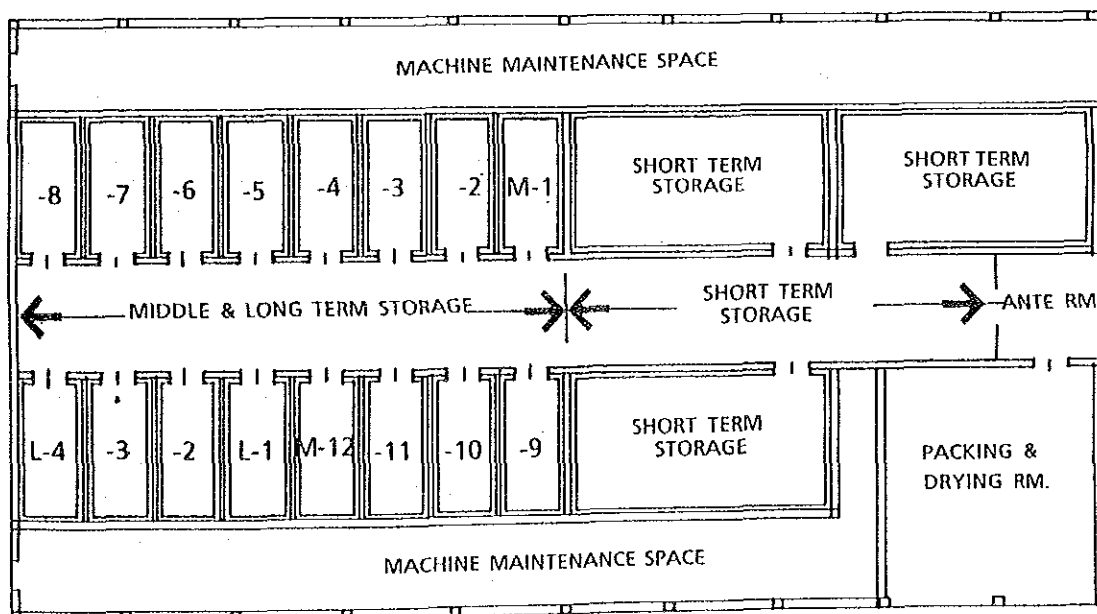 MACHINE MAINTENANCE SPACE
-8 -7 -6 -5 -4 -3 -2 M-1
SHORT TERM
STORAGE
SHORT TERM
STORAGE
MIDDLE & LONG TERM STORAGE
SHORT TERM
STORAGE
ANTE RM
L-4 -3 -2 L-1 M-12 -11 -10 -9
SHORT TERM
STORAGE
PACKING &
DRYING RM.
MACHINE MAINTENANCE SPACE